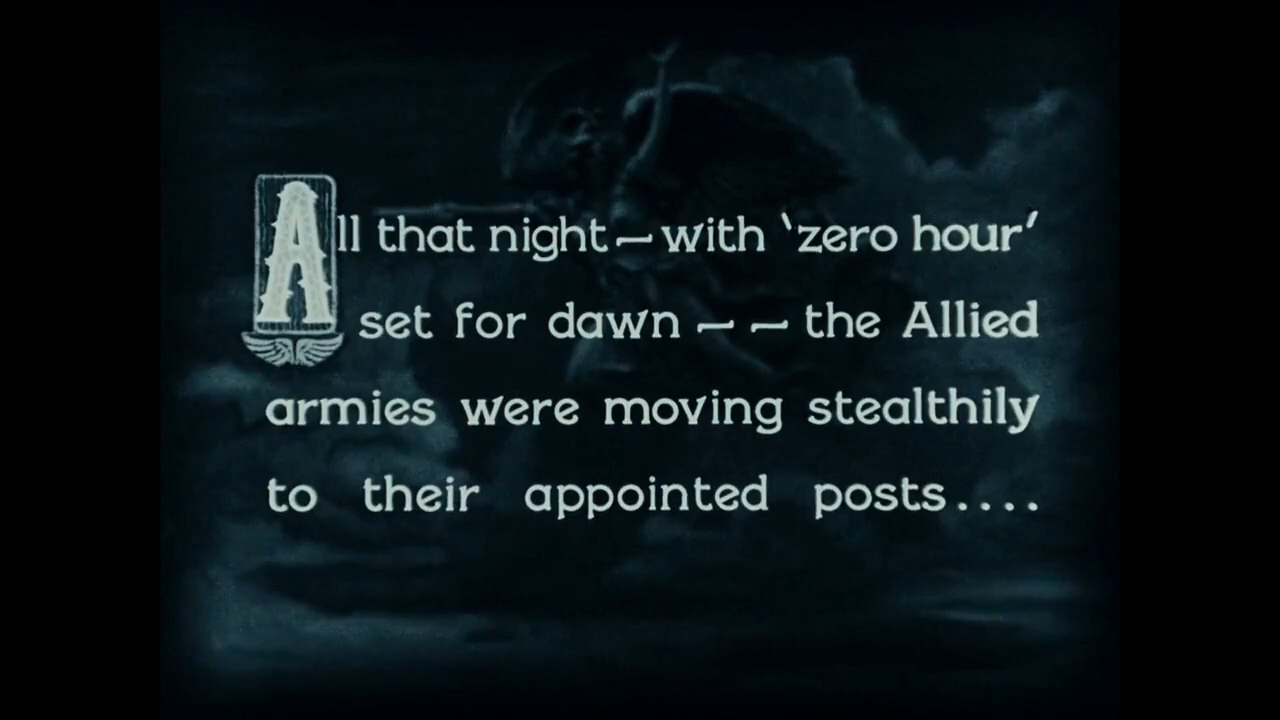 All that night — with 'zero hour'
set for dawn — — the Allied
armies were moving stealthily
to their appointed posts....